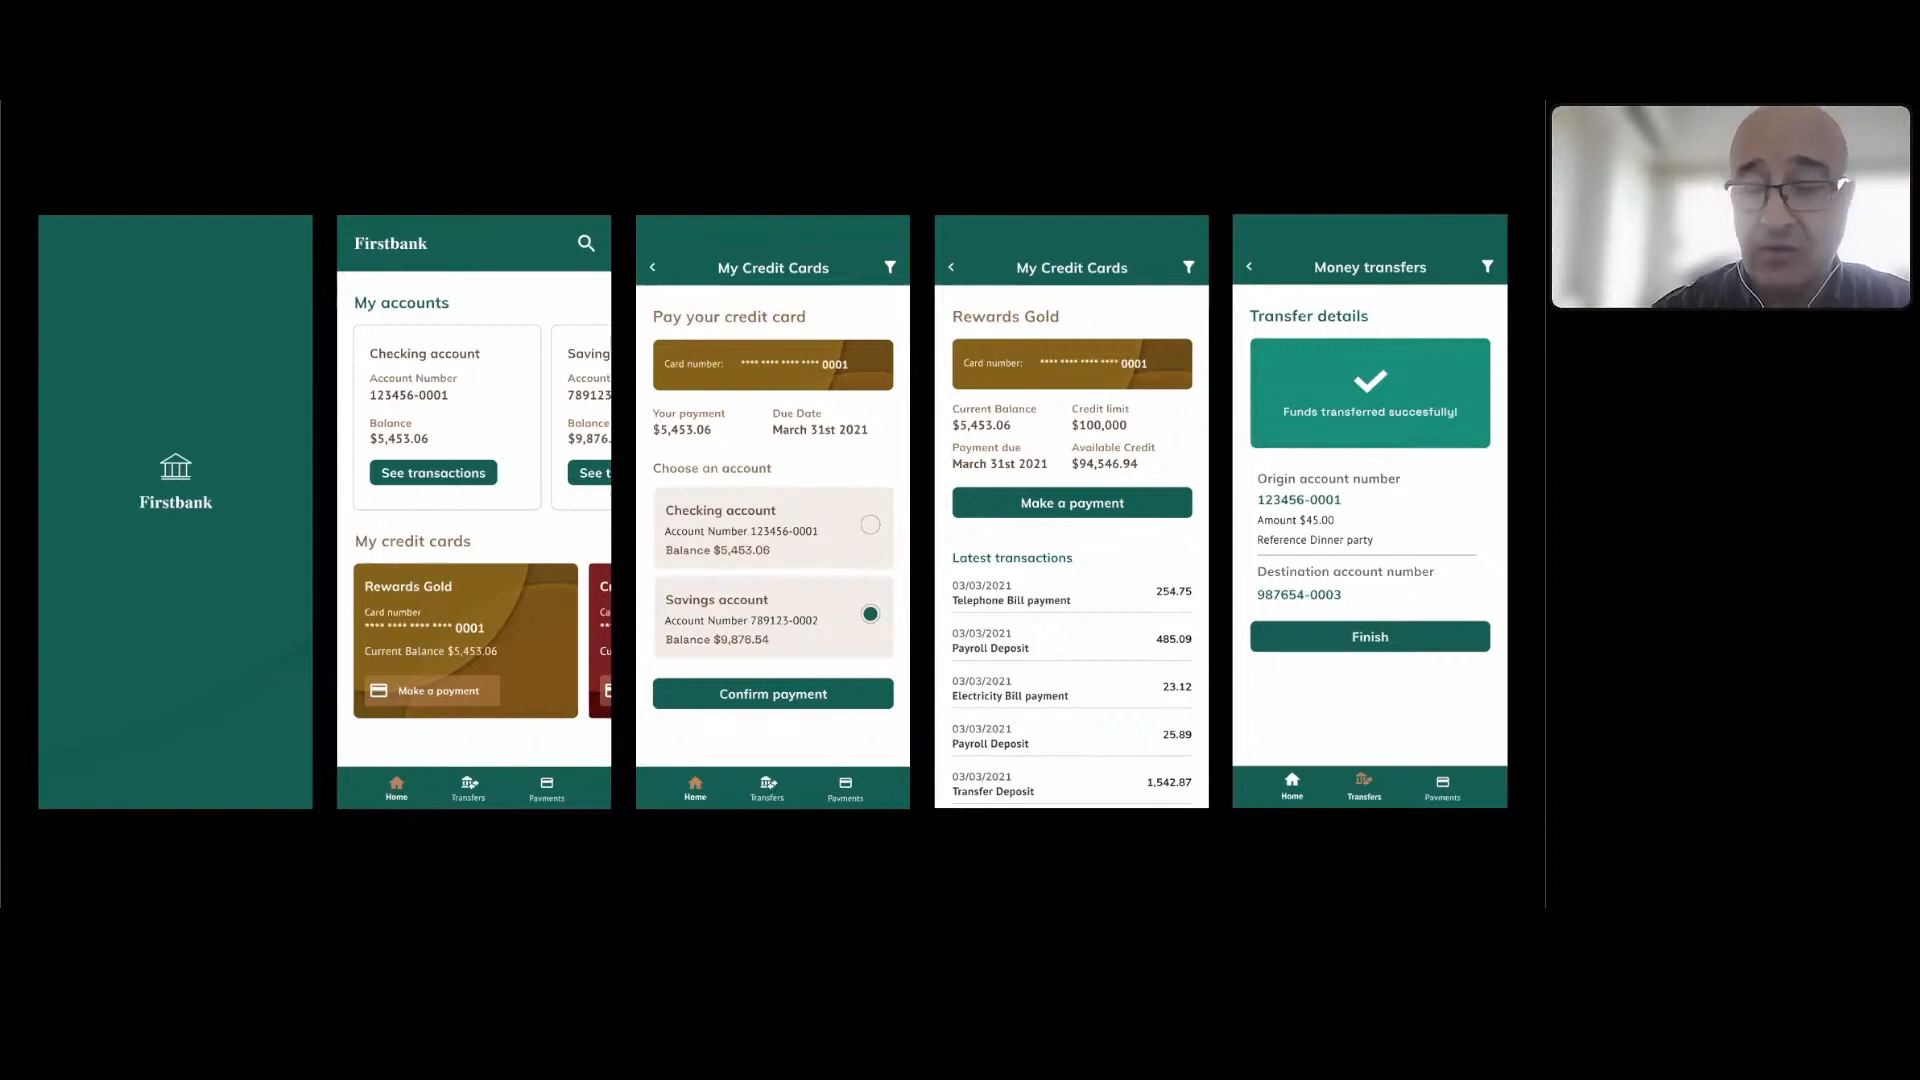 Firstbank
Firstbank
My accounts
Checking account
Account Number
123456-0001
Balance
$5,453.06
See transactions
Saving
Account
789123
Balance
$9,876.
See t
My credit cards
Rewards Gold
Card number
**** **** **** **** 0001
Current Balance $5,453.06
Make a payment
Home
Transfers
Payments
My Credit Cards
Pay your credit card
Card number: **** **** **** **** 0001
Your payment
$5,453.06
Due Date
March 31st 2021
Choose an account
Checking account
Account Number 123456-0001
Balance $5,453.06
Savings account
Account Number 789123-0002
Balance $9,876.54
Confirm payment
Home
Transfers
Payments
My Credit Cards
Rewards Gold
Card number: **** **** **** **** 0001
Current Balance
$5,453.06
Credit limit
$100,000
Payment due
March 31st 2021
Available Credit
$94,546.94
Make a payment
Latest transactions
03/03/2021
Telephone Bill payment
254.75
03/03/2021
Payroll Deposit
485.09
03/03/2021
Electricity Bill payment
23.12
03/03/2021
Payroll Deposit
25.89
03/03/2021
Transfer Deposit
1,542.87
Money transfers
Transfer details
Funds transferred succesfully!
Origin account number
123456-0001
Amount $45.00
Reference Dinner party
Destination account number
987654-0003
Finish
Home
Transfers
Payments